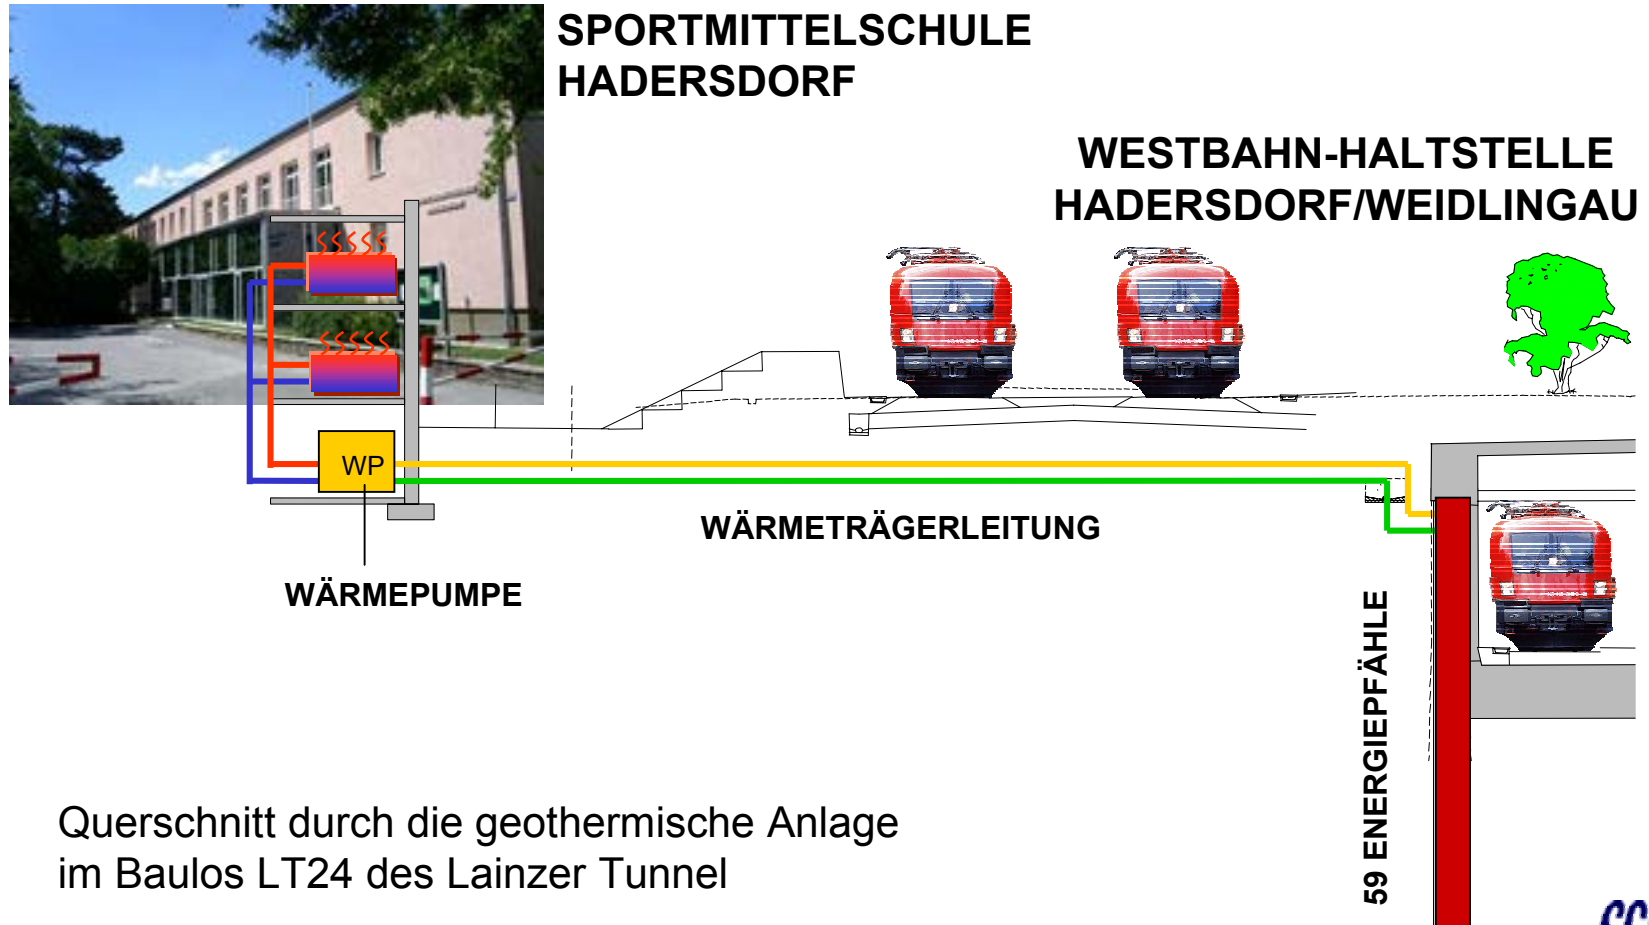 SPORTMITTELSCHULE
HADERSDORF
WESTBAHN-HALTSTELLE
HADERSDORF/WEIDLINGAU
WP
WÄRMETRÄGERLEITUNG
WÄRMEPUMPE
59 ENERGIEPFÄHLE
Querschnitt durch die geothermische Anlage
im Baulos LT24 des Lainzer Tunnel